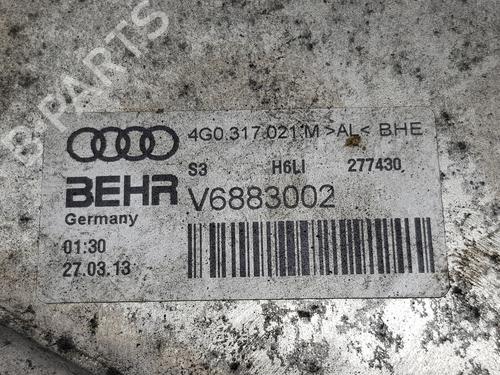 B-PARTS
4G0.317.021.M >AL< BHE
S3 H6LI 277430
BEHR V6883002
Germany
01:30
27.03.13